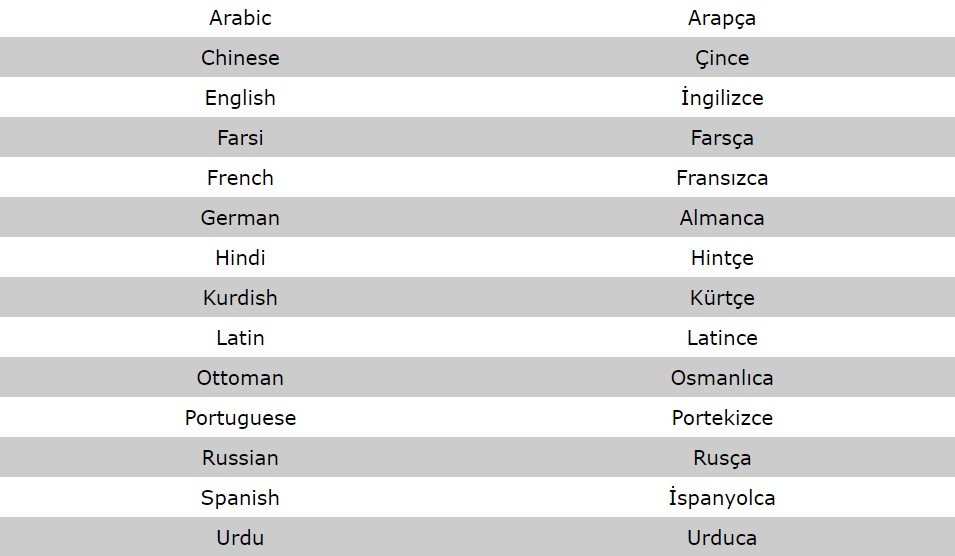 Arabic Arapça
Chinese Çince
English İngilizce
Farsi Farsça
French Fransızca
German Almanca
Hindi Hintçe
Kurdish Kürtçe
Latin Latince
Ottoman Osmanlıca
Portuguese Portekizce
Russian Rusça
Spanish İspanyolca
Urdu Urduca